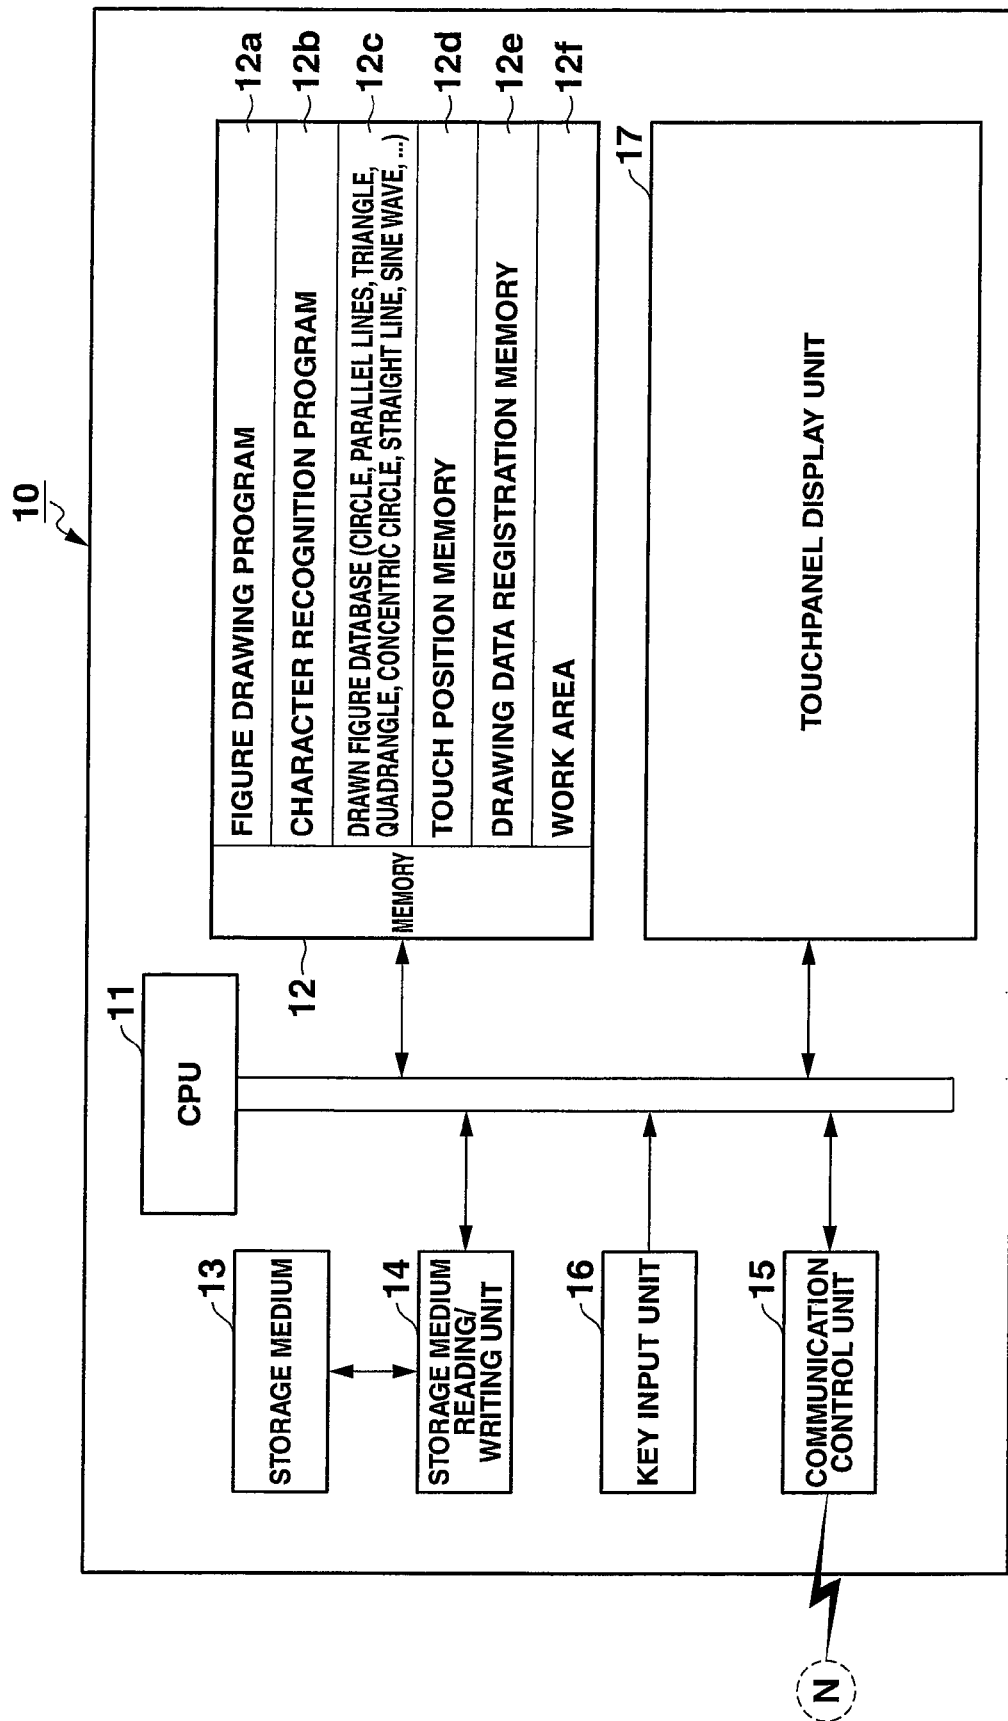 10
11
CPU
13
STORAGE MEDIUM
14
STORAGE MEDIUM
READING/
WRITING UNIT
16
KEY INPUT UNIT
15
COMMUNICATION
CONTROL UNIT
N
12
MEMORY
FIGURE DRAWING PROGRAM
12a
CHARACTER RECOGNITION PROGRAM
12b
DRAWN FIGURE DATABASE (CIRCLE, PARALLEL LINES, TRIANGLE,
QUADRANGLE, CONCENTRIC CIRCLE, STRAIGHT LINE, SINE WAVE, ...)
12c
TOUCH POSITION MEMORY
12d
DRAWING DATA REGISTRATION MEMORY
12e
WORK AREA
12f
17
TOUCHPANEL DISPLAY UNIT